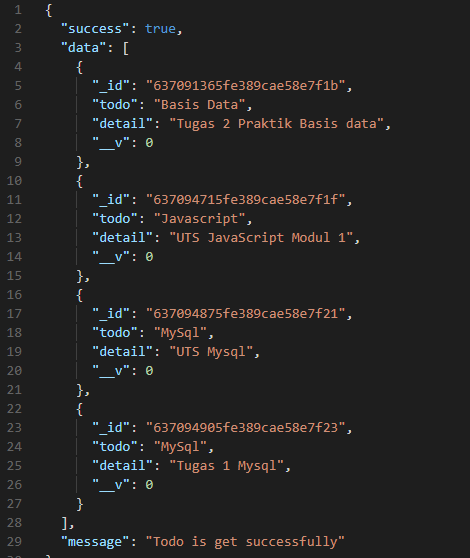 1 {
2 "success": true,
3 "data": [
4 {
5 "_id": "637091365fe389cae58e7f1b",
6 "todo": "Basis Data",
7 "detail": "Tugas 2 Praktik Basis data",
8 "__v": 0
9 },
10 {
11 "_id": "637094715fe389cae58e7f1f",
12 "todo": "Javascript",
13 "detail": "UTS JavaScript Modul 1",
14 "__v": 0
15 },
16 {
17 "_id": "637094875fe389cae58e7f21",
18 "todo": "MySql",
19 "detail": "UTS Mysql",
20 "__v": 0
21 },
22 {
23 "_id": "637094905fe389cae58e7f23",
24 "todo": "MySql",
25 "detail": "Tugas 1 Mysql",
26 "__v": 0
27 }
28 ],
29 "message": "Todo is get successfully"